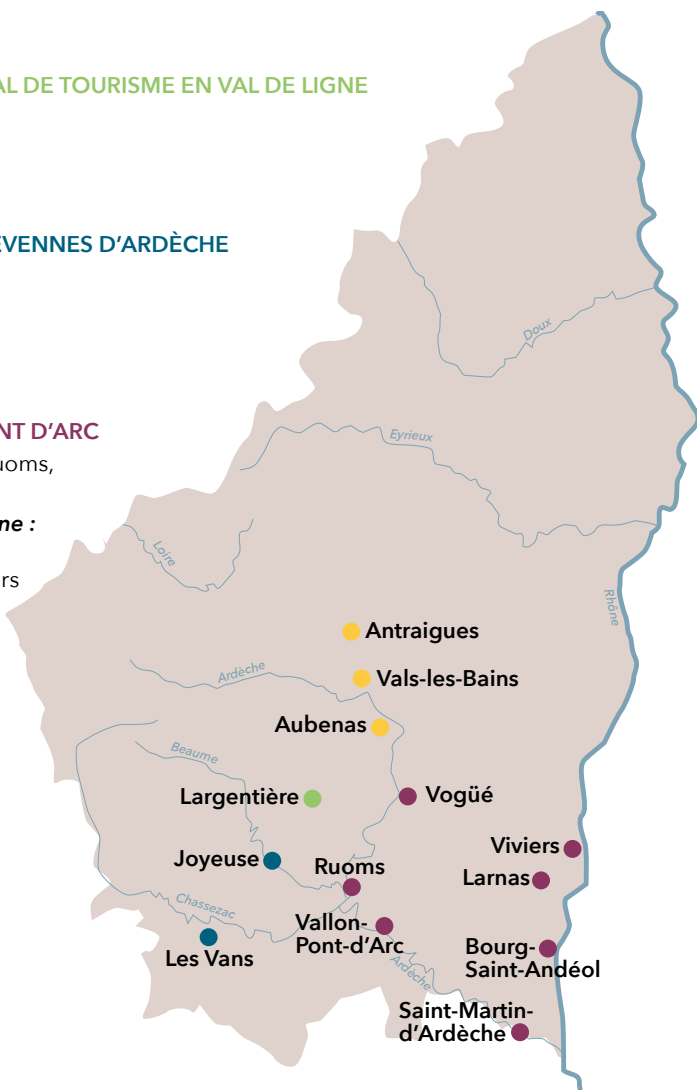 AL DE TOURISME EN VAL DE LIGNE
ÉVENNES D'ARDÈCHE
NT D'ARC
uoms,
ne :
rs
Doux
Eyrieux
Loire
Rhône
Antraigues
Ardèche
Vals-les-Bains
Aubenas
Beaume
Largentière
Vogüé
Viviers
Joyeuse
Ruoms
Larnas
Chassezac
Vallon-
Pont-d'Arc
Les Vans
Bourg-
Saint-Andéol
Ardèche
Saint-Martin-
d'Ardèche